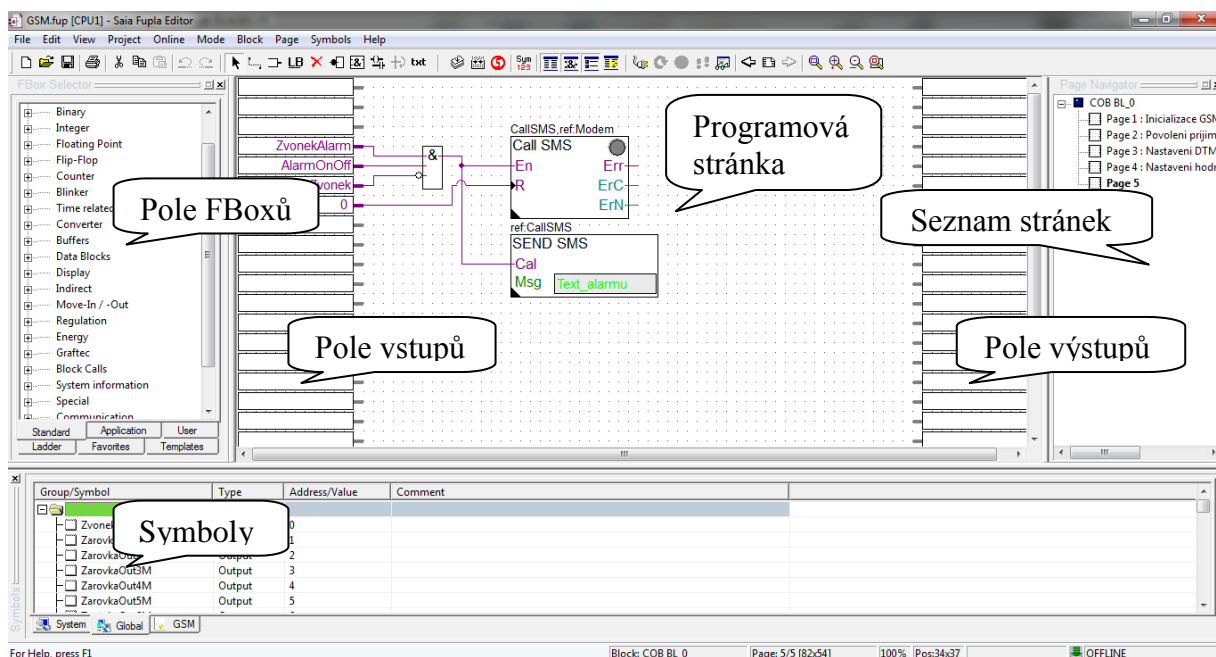 GSM.fup [CPU1] - Saia Fupla Editor
File Edit View Project Online Mode Block Page Symbols Help
LB txt Sym 123
FBox Selector
Binary
Integer
Floating Point
Flip-Flop
Counter
Blinker
Time related
Converter
Buffers
Data Blocks
Display
Indirect
Move-In / -Out
Regulation
Energy
Graftec
Block Calls
System information
Special
Communication
Standard Application User
Ladder Favorites Templates
Pole FBoxů
ZvonekAlarm
AlarmOnOff
Zvonek
0
&
CallSMS,ref:Modem
Call SMS
En Err
R ErC
ErN
ref:CallSMS
SEND SMS
Cal
Msg Text_alarmu
Programová
stránka
Pole vstupů
Pole výstupů
Page Navigator
COB BL_0
Page 1 : Inicializace GSM
Page 2 : Povoleni prijim
Page 3 : Nastaveni DTM
Page 4 : Nastaveni hodn
Page 5
Seznam stránek
Symbols
Group/Symbol Type Address/Value Comment
0
1
Output 2
ZarovkaOut3M Output 3
ZarovkaOut4M Output 4
ZarovkaOut5M Output 5
Symboly
System Global GSM
For Help, press F1 Block: COB BL_0 Page: 5/5 [82x54] 100% Pos:34x37 OFFLINE